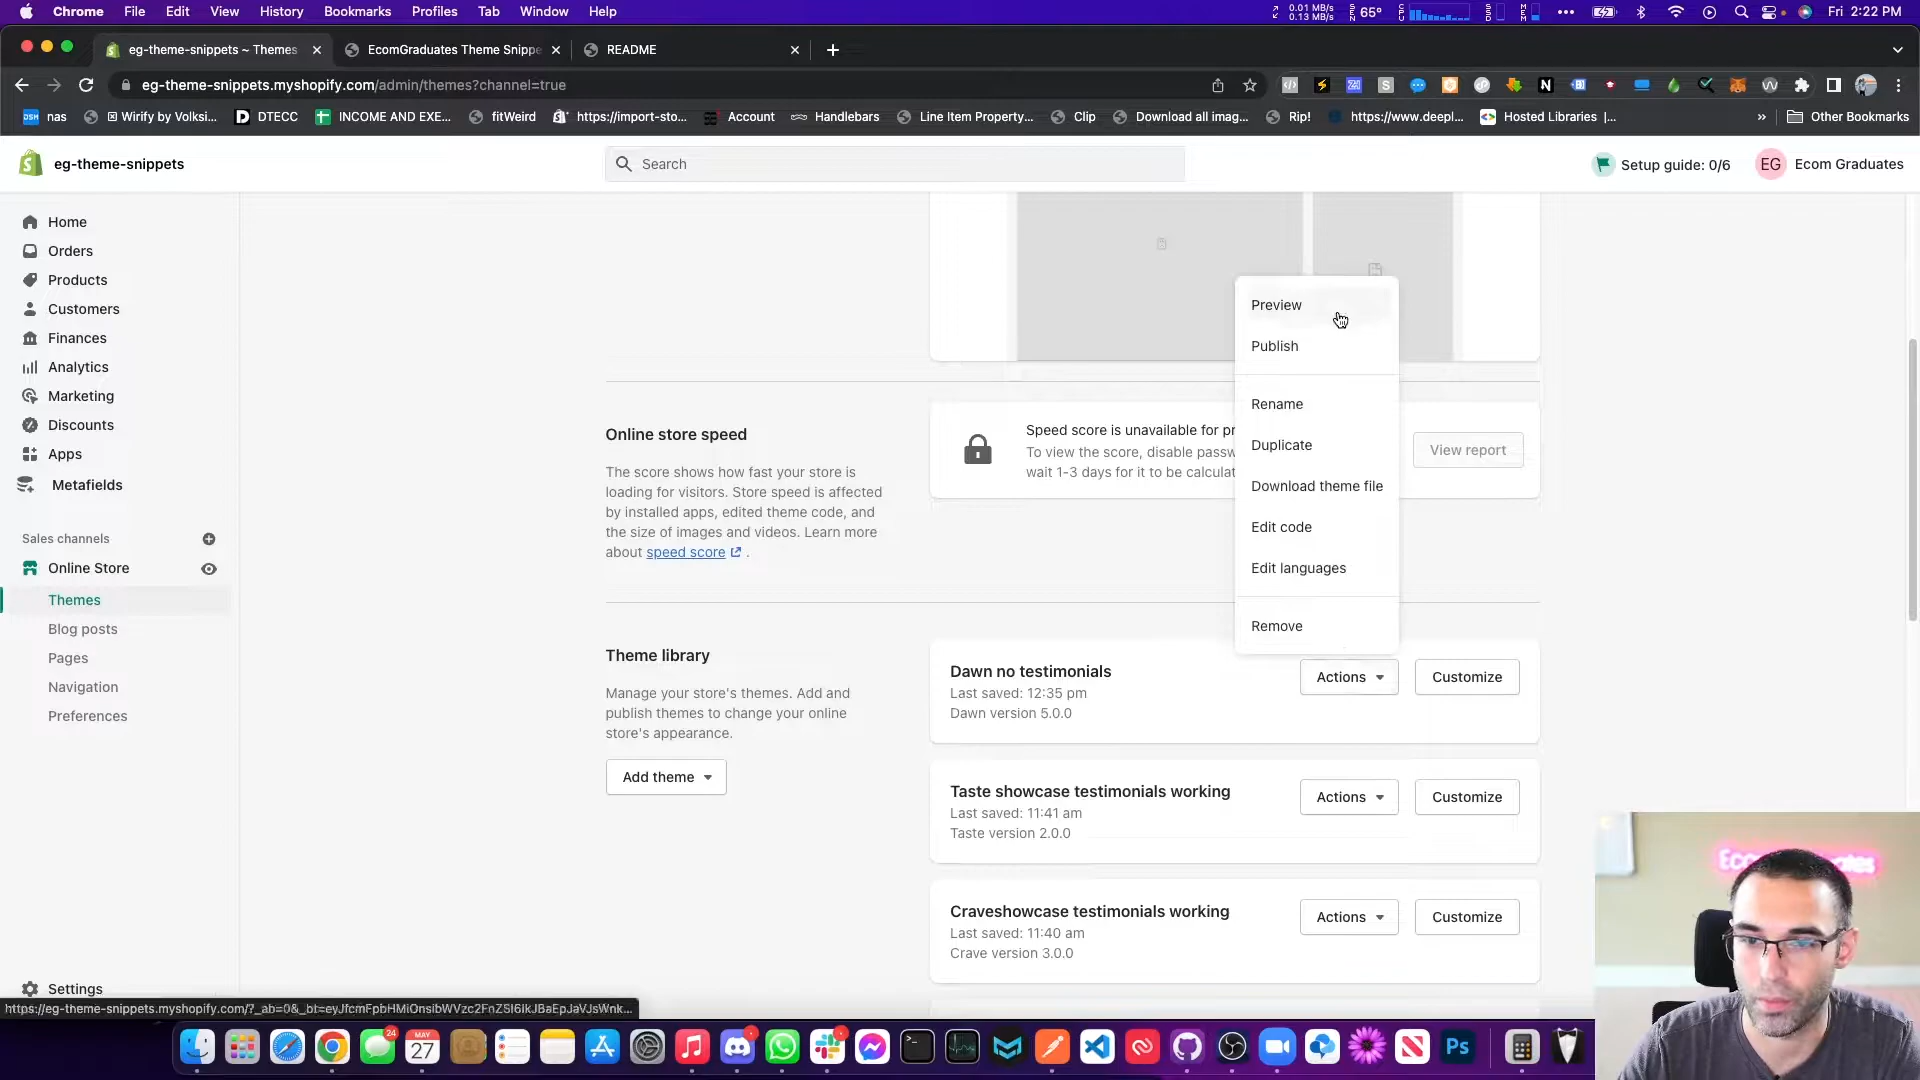 Chrome File Edit View History Bookmarks Profiles Tab Window Help
0.01 MB/s
0.13 MB/s
65°
Fri 2:22 PM
eg-theme-snippets ~ Themes
EcomGraduates Theme Snippe
README
eg-theme-snippets.myshopify.com/admin/themes?channel=true
nas
Wirify by Volksi...
DTECC
INCOME AND EXE...
fitWeird
https://import-sto...
Account
Handlebars
Line Item Property...
Clip
Download all imag...
Rip!
https://www.deepl...
Hosted Libraries |...
Other Bookmarks
eg-theme-snippets
Search
Setup guide: 0/6
EG
Ecom Graduates
Home
Orders
Products
Customers
Finances
Analytics
Marketing
Discounts
Apps
Metafields
Sales channels
Online Store
Themes
Blog posts
Pages
Navigation
Preferences
Settings
Preview
Publish
Rename
Duplicate
Download theme file
Edit code
Edit languages
Remove
Online store speed
The score shows how fast your store is
loading for visitors. Store speed is affected
by installed apps, edited theme code, and
the size of images and videos. Learn more
about speed score .
Speed score is unavailable for pr
To view the score, disable passw
wait 1-3 days for it to be calculat
View report
Theme library
Manage your store's themes. Add and
publish themes to change your online
store's appearance.
Add theme
Dawn no testimonials
Last saved: 12:35 pm
Dawn version 5.0.0
Actions
Customize
Taste showcase testimonials working
Last saved: 11:41 am
Taste version 2.0.0
Actions
Customize
Craveshowcase testimonials working
Last saved: 11:40 am
Crave version 3.0.0
Actions
Customize
24
MAY
27
Ps